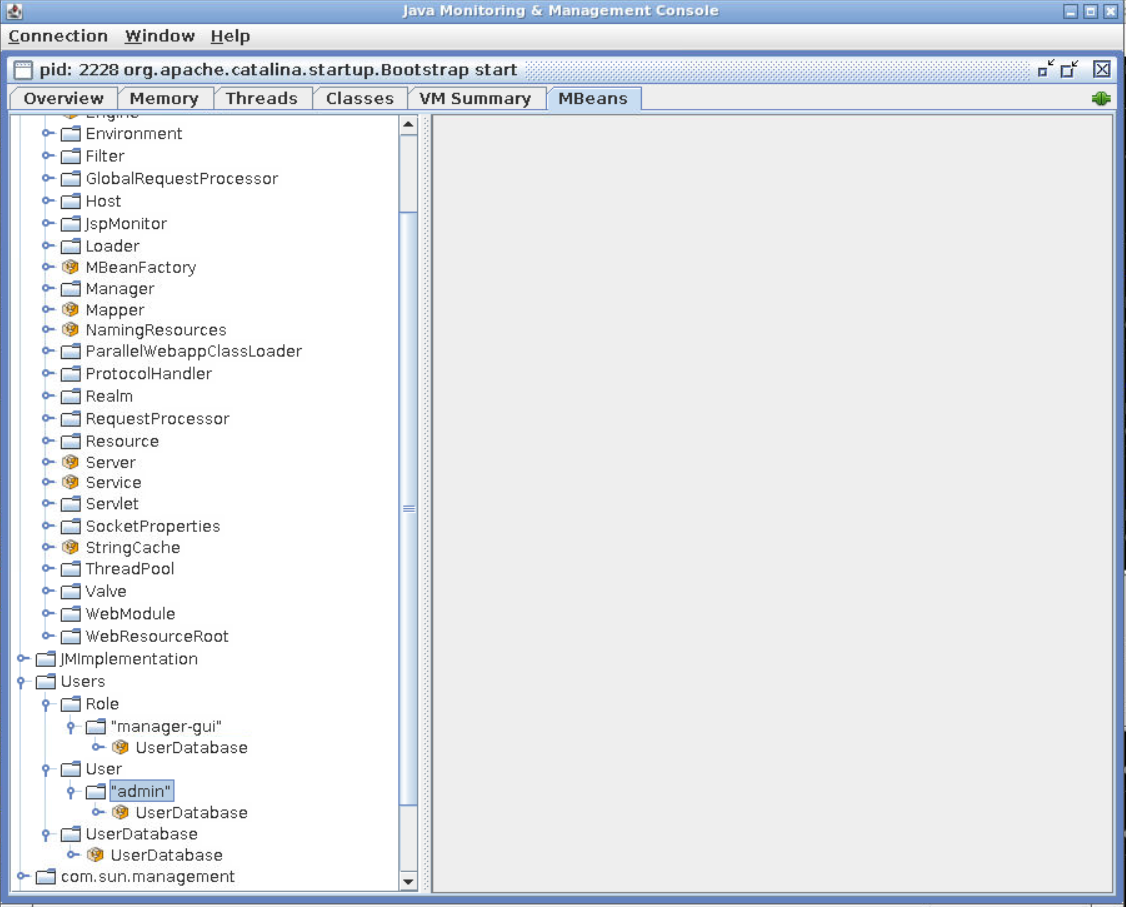 Java Monitoring & Management Console
Connection Window Help
pid: 2228 org.apache.catalina.startup.Bootstrap start
Overview Memory Threads Classes VM Summary MBeans
Engine
Environment
Filter
GlobalRequestProcessor
Host
JspMonitor
Loader
MBeanFactory
Manager
Mapper
NamingResources
ParallelWebappClassLoader
ProtocolHandler
Realm
RequestProcessor
Resource
Server
Service
Servlet
SocketProperties
StringCache
ThreadPool
Valve
WebModule
WebResourceRoot
JMImplementation
Users
Role
"manager-gui"
UserDatabase
User
"admin"
UserDatabase
UserDatabase
UserDatabase
com.sun.management